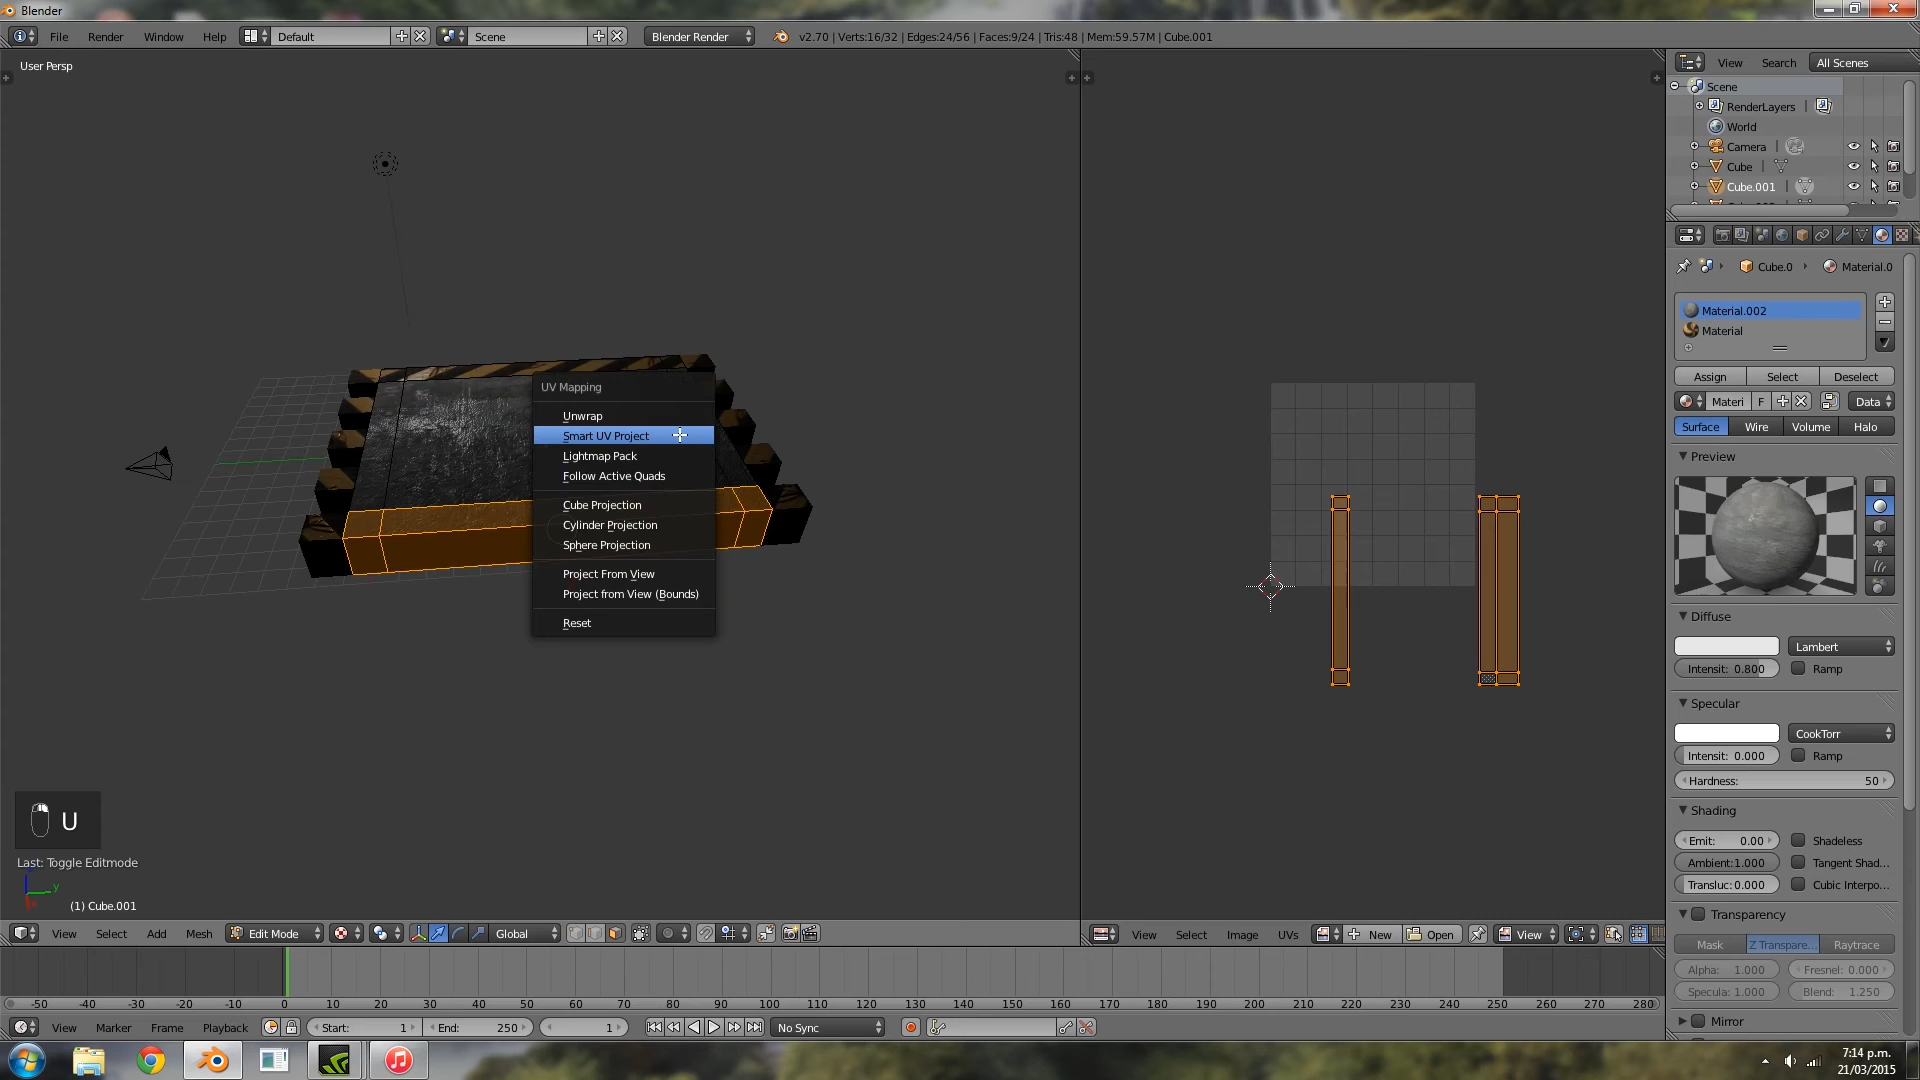 Blender
File Render Window Help Default Scene Blender Render v2.70 | Verts:16/32 | Edges:24/56 | Faces:9/24 | Tris:48 | Mem:59.57M | Cube.001
User Persp
View Search All Scenes
Scene
RenderLayers
World
Camera
Cube
Cube.001
Cube.0 Material.0
Material.002
Material
Assign Select Deselect
Materi F Data
Surface Wire Volume Halo
Preview
UV Mapping
Unwrap
Smart UV Project
Lightmap Pack
Follow Active Quads
Cube Projection
Cylinder Projection
Sphere Projection
Project From View
Project from View (Bounds)
Reset
Diffuse
Lambert
Intensit: 0.800 Ramp
Specular
CookTorr
Intensit: 0.000 Ramp
Hardness: 50
Shading
Emit: 0.00 Shadeless
Ambient:1.000 Tangent Shad...
Transluc:0.000 Cubic Interpo...
Transparency
Mask Z Transpare... Raytrace
Alpha: 1.000 Fresnel: 0.000
Specula: 1.000 Blend: 1.250
Mirror
U
Last: Toggle Editmode
y
(1) Cube.001
View Select Add Mesh Edit Mode Global
View Select Image UVs New Open View
-50 -40 -30 -20 -10 0 10 20 30 40 50 60 70 80 90 100 110 120 130 140 150 160 170 180 190 200 210 220 230 240 250 260 270 280
View Marker Frame Playback Start: 1 End: 250 1 No Sync
7:14 p.m.
21/03/2015